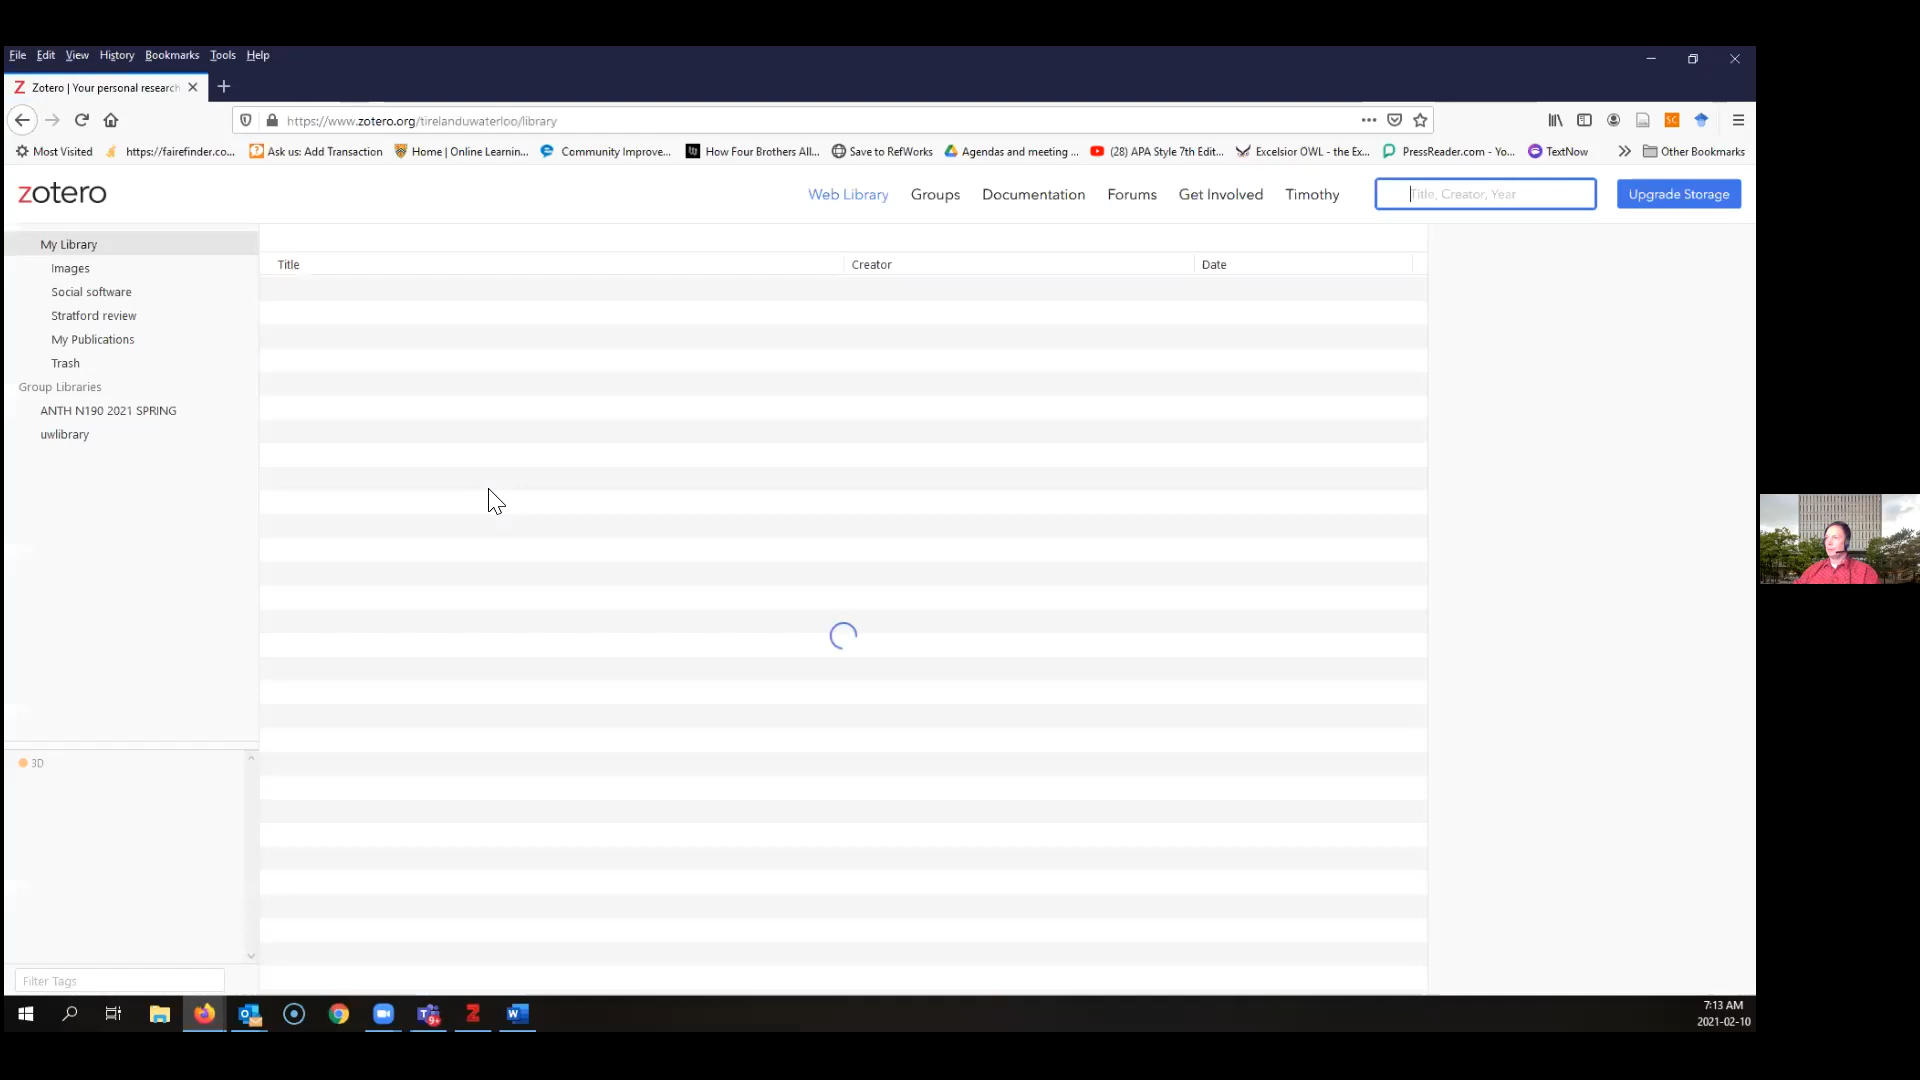 File Edit View History Bookmarks Tools Help
Zotero | Your personal research
https://www.zotero.org/tirelanduwaterloo/library
Most Visited https://fairefinder.co... Ask us: Add Transaction Home | Online Learnin... Community Improve... How Four Brothers All... Save to RefWorks Agendas and meeting ... (28) APA Style 7th Edit... Excelsior OWL - the Ex... PressReader.com - Yo... TextNow Other Bookmarks
zotero Web Library Groups Documentation Forums Get Involved Timothy Title, Creator, Year Upgrade Storage
My Library
Images
Social software
Stratford review
My Publications
Trash
Group Libraries
ANTH N190 2021 SPRING
uwlibrary
Title Creator Date
3D
Filter Tags
7:13 AM
2021-02-10